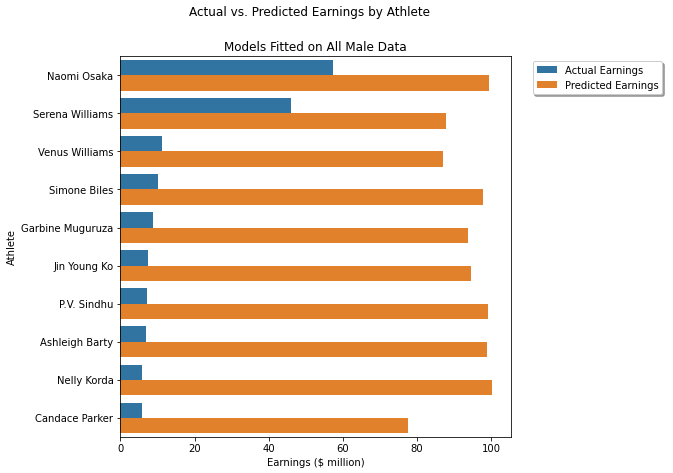 Actual vs. Predicted Earnings by Athlete
Models Fitted on All Male Data
Actual Earnings
Predicted Earnings
Athlete
Naomi Osaka
Serena Williams
Venus Williams
Simone Biles
Garbine Muguruza
Jin Young Ko
P.V. Sindhu
Ashleigh Barty
Nelly Korda
Candace Parker
0 20 40 60 80 100
Earnings ($ million)